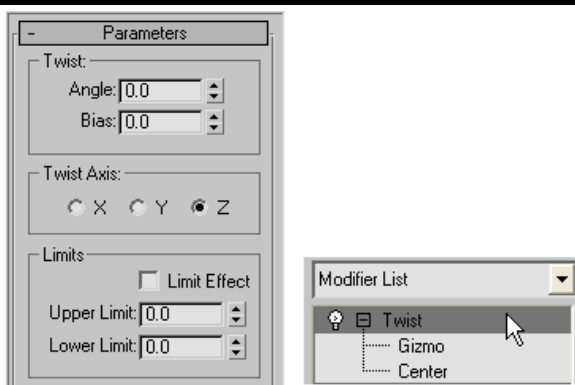 - Parameters
Twist:
Angle: 0.0
Bias: 0.0
Twist Axis:
X Y Z
Limits
Limit Effect
Upper Limit: 0.0
Lower Limit: 0.0
Modifier List
Twist
Gizmo
Center